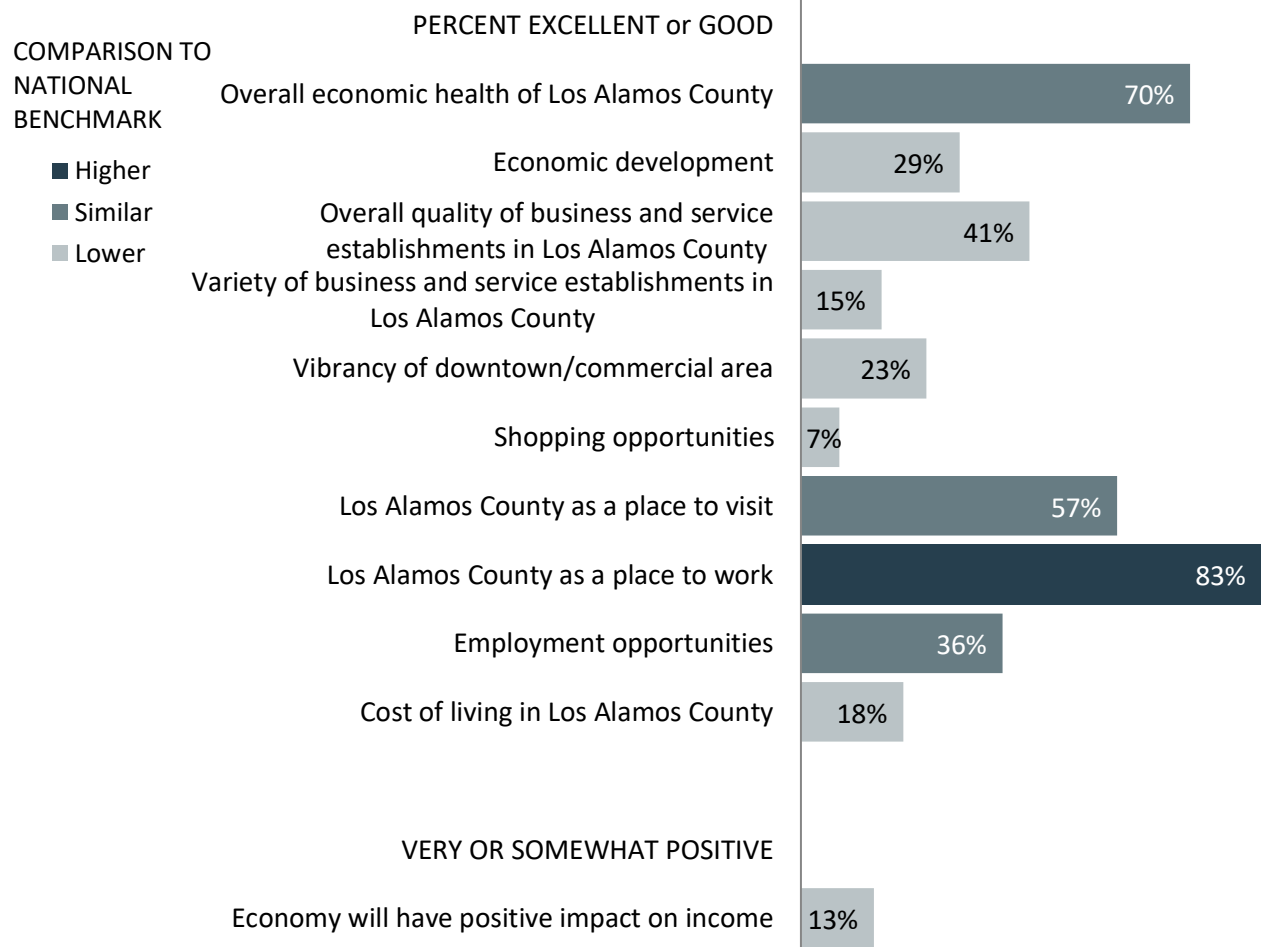 PERCENT EXCELLENT or GOOD
COMPARISON TO
NATIONAL
BENCHMARK
Higher
Similar
Lower
Overall economic health of Los Alamos County
70%
Economic development
29%
Overall quality of business and service
establishments in Los Alamos County
41%
Variety of business and service establishments in
Los Alamos County
15%
Vibrancy of downtown/commercial area
23%
Shopping opportunities
7%
Los Alamos County as a place to visit
57%
Los Alamos County as a place to work
83%
Employment opportunities
36%
Cost of living in Los Alamos County
18%
VERY OR SOMEWHAT POSITIVE
Economy will have positive impact on income
13%